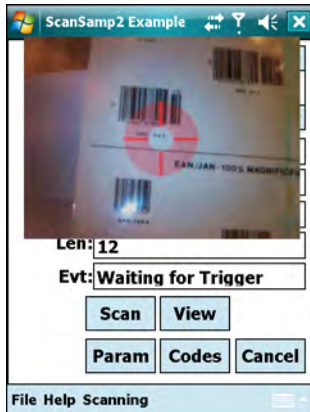 ScanSamp2 Example
EAN/JAN-100% MAGNIFICE
Len: 12
Evt: Waiting for Trigger
Scan View
Param Codes Cancel
File Help Scanning